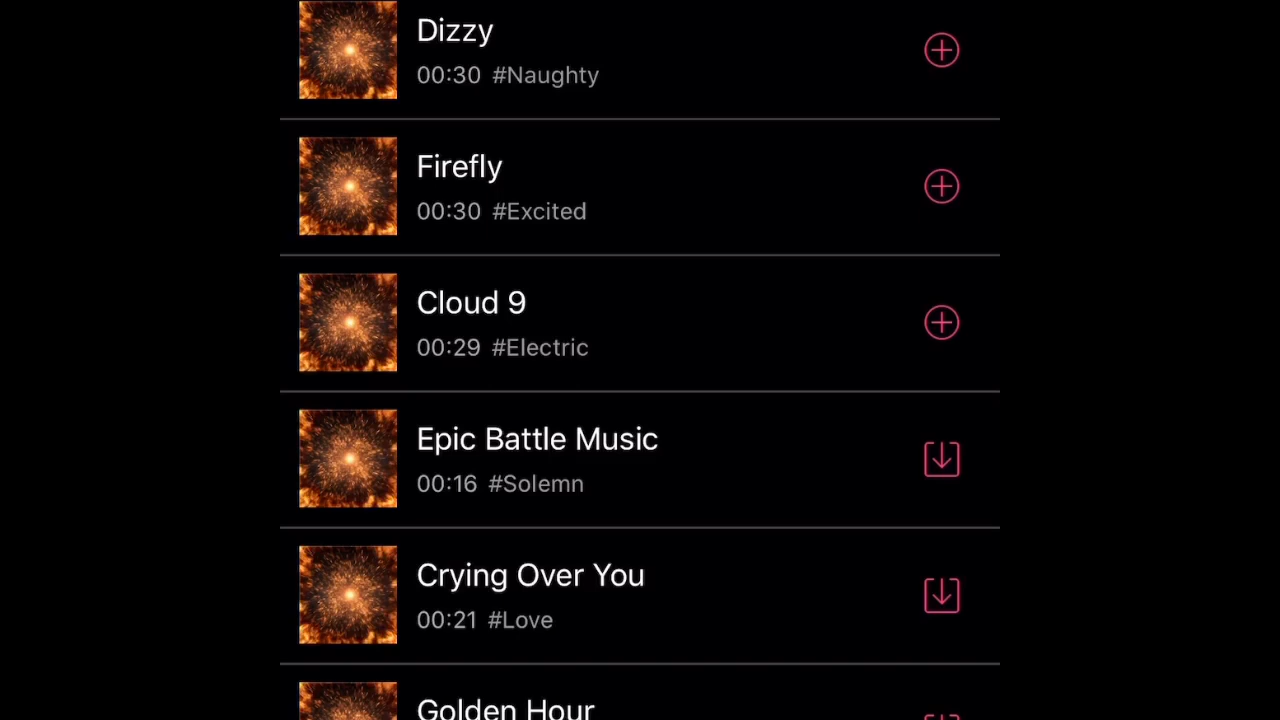 Dizzy
00:30 #Naughty
Firefly
00:30 #Excited
Cloud 9
00:29 #Electric
Epic Battle Music
00:16 #Solemn
Crying Over You
00:21 #Love
Golden Hour